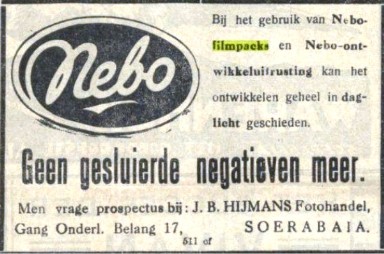 Nebo
Bij het gebruik van Nebo-
filmpacks en Nebo-ont-
wikkeluitrusting kan het
ontwikkelen geheel in dag-
licht geschieden.
Geen gesluierde negatieven meer.
Men vrage prospectus bij: J. B. HIJMANS Fotohandel,
Gang Onderl. Belang 17, SOERABAIA.
511 of